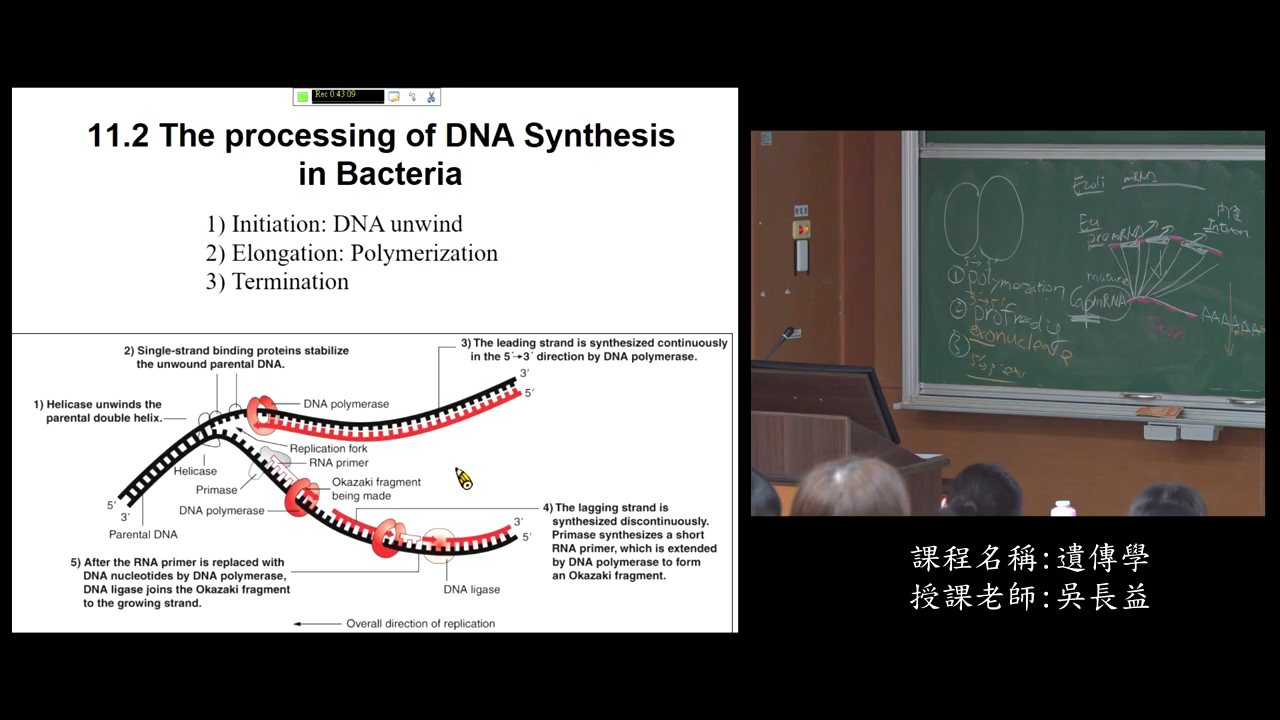 Rec 0:43:09
11.2 The processing of DNA Synthesis
in Bacteria
1) Initiation: DNA unwind
2) Elongation: Polymerization
3) Termination
2) Single-strand binding proteins stabilize
the unwound parental DNA.
3) The leading strand is synthesized continuously
in the 5´→3´ direction by DNA polymerase.
3´
5´
1) Helicase unwinds the
parental double helix.
DNA polymerase
Replication fork
RNA primer
Helicase
Primase
Okazaki fragment
being made
DNA polymerase
5´
3´
Parental DNA
4) The lagging strand is
synthesized discontinuously.
Primase synthesizes a short
RNA primer, which is extended
by DNA polymerase to form
an Okazaki fragment.
3´
5´
5) After the RNA primer is replaced with
DNA nucleotides by DNA polymerase,
DNA ligase joins the Okazaki fragment
to the growing strand.
DNA ligase
Overall direction of replication
Ecoli mRNA
Eu
premRNA
Intron
mature
mRNA
① polymerization
②
exonuclease
③
課程名稱:遺傳學
授課老師:吳長益